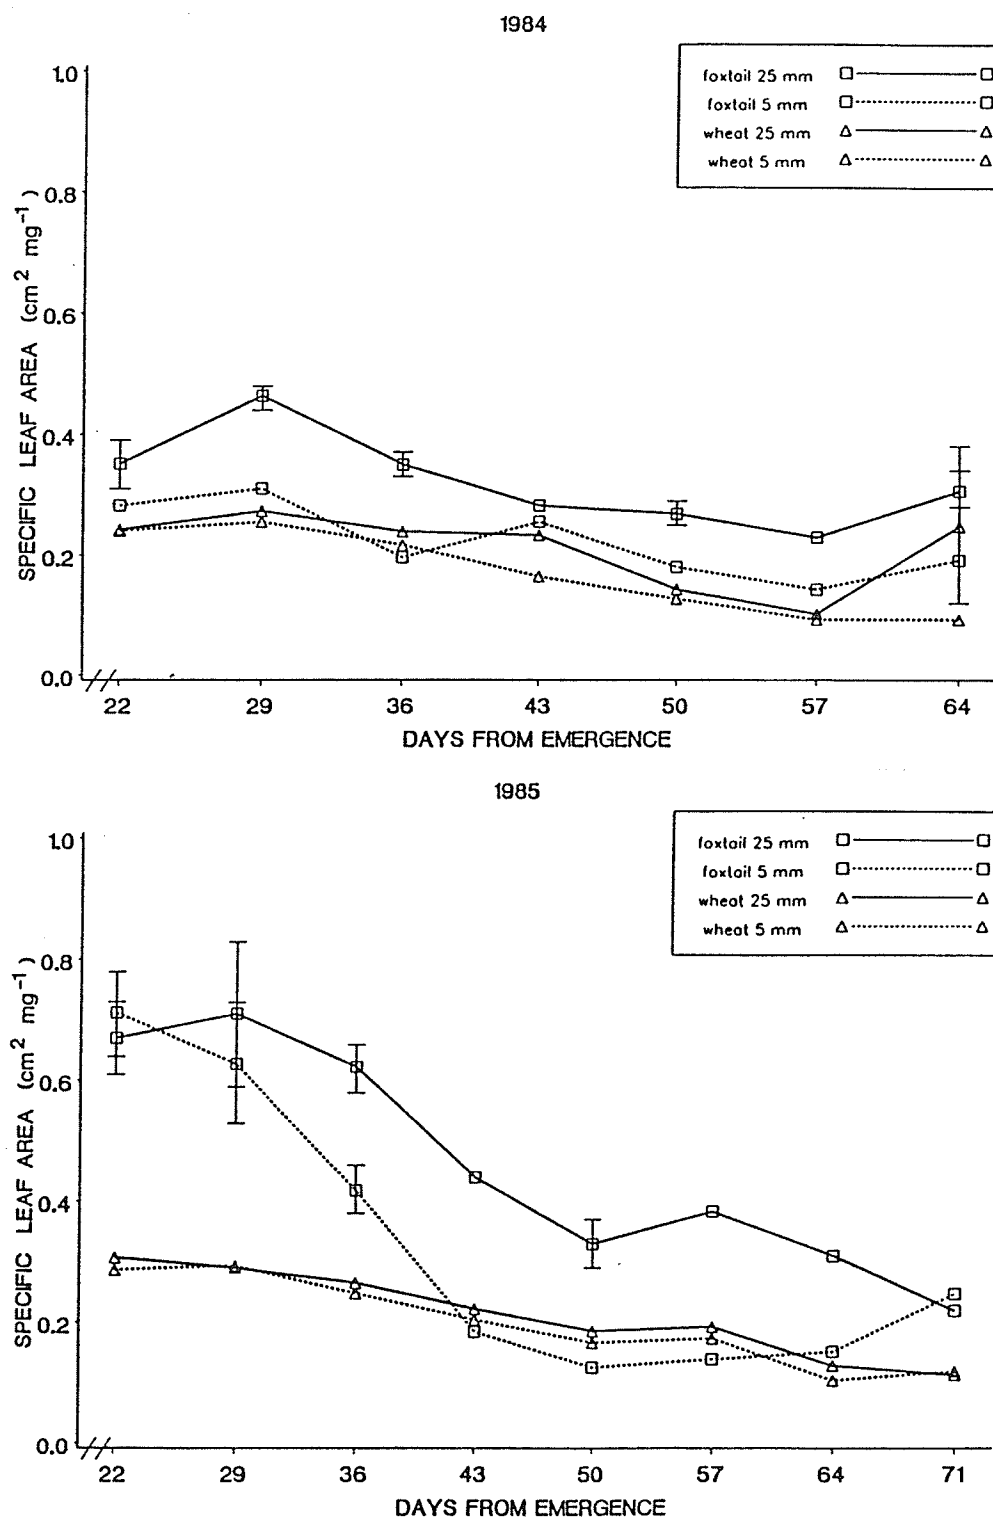 1984
foxtail 25 mm
foxtail 5 mm
wheat 25 mm
wheat 5 mm
1.0
0.8
0.6
0.4
0.2
0.0
SPECIFIC LEAF AREA (cm² mg⁻¹)
22 29 36 43 50 57 64
DAYS FROM EMERGENCE
1985
foxtail 25 mm
foxtail 5 mm
wheat 25 mm
wheat 5 mm
1.0
0.8
0.6
0.4
0.2
0.0
SPECIFIC LEAF AREA (cm² mg⁻¹)
22 29 36 43 50 57 64 71
DAYS FROM EMERGENCE